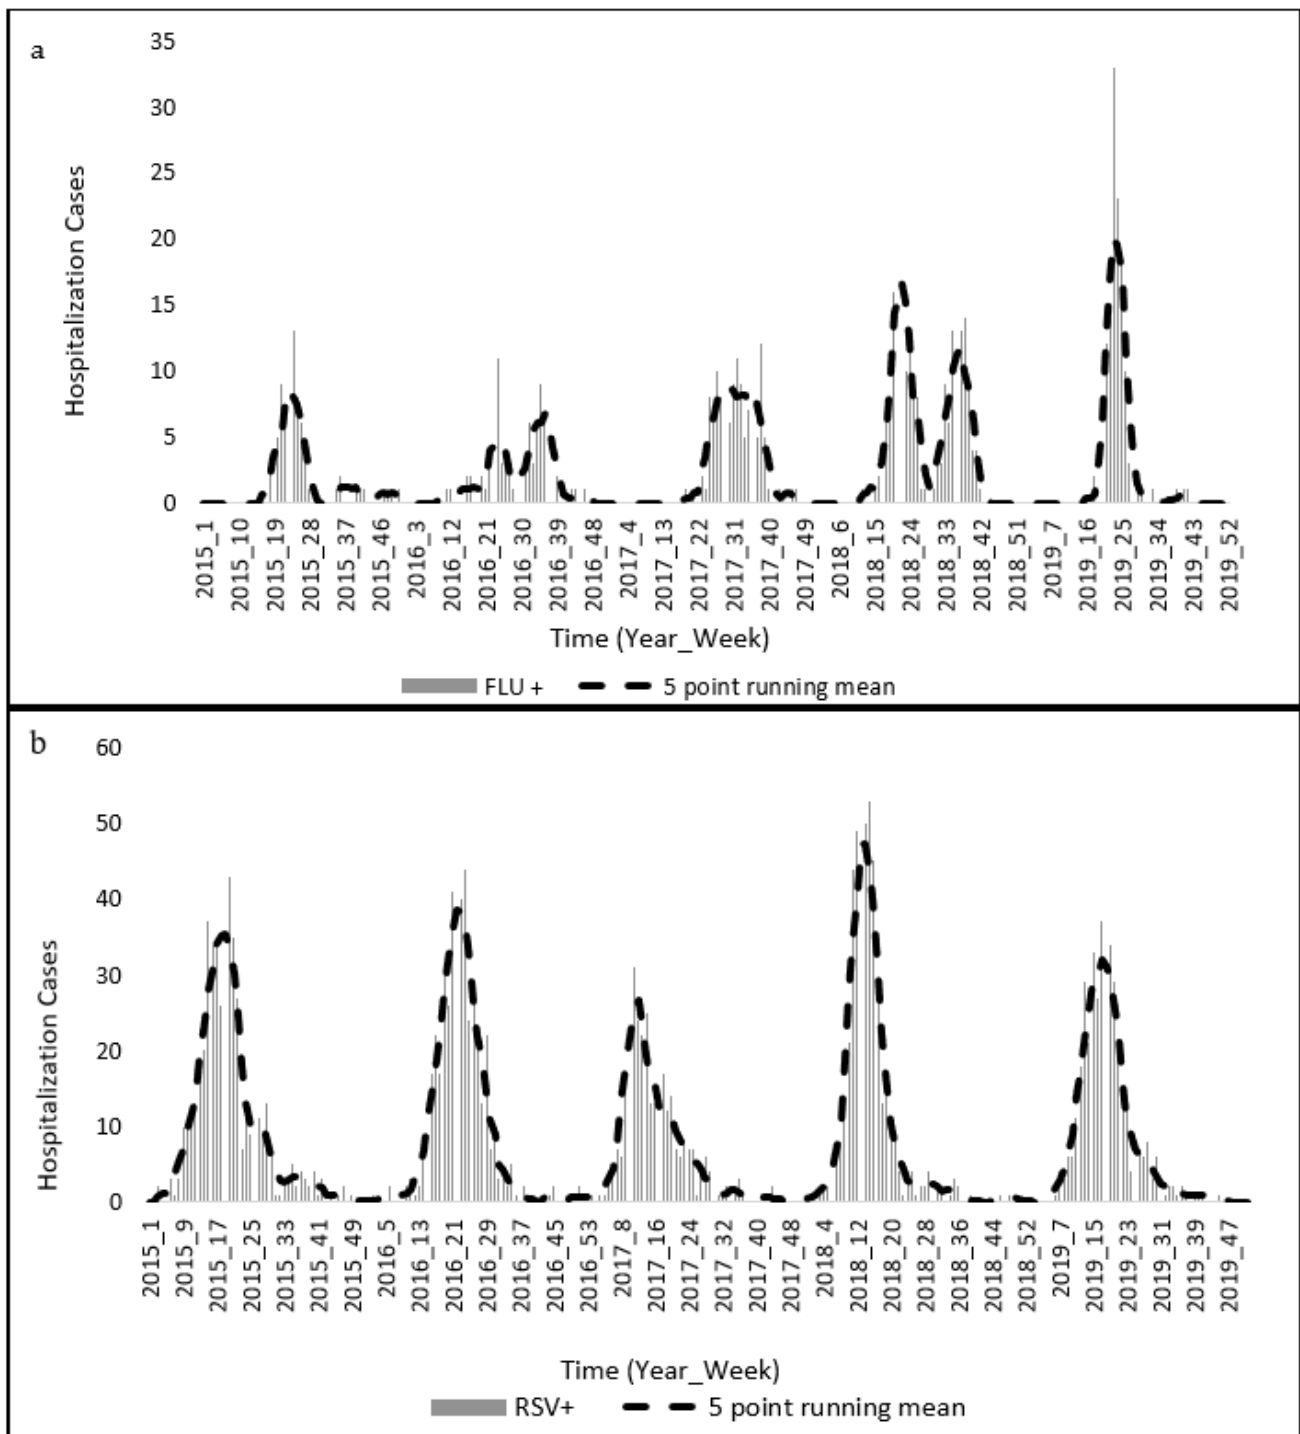 a
35
30
25
20
15
10
5
0
Hospitalization Cases
2015_1 2015_10 2015_19 2015_28 2015_37 2015_46 2016_3 2016_12 2016_21 2016_30 2016_39 2016_48 2017_4 2017_13 2017_22 2017_31 2017_40 2017_49 2018_6 2018_15 2018_24 2018_33 2018_42 2018_51 2019_7 2019_16 2019_25 2019_34 2019_43 2019_52
Time (Year_Week)
FLU + 5 point running mean
b
60
50
40
30
20
10
0
Hospitalization Cases
2015_1 2015_9 2015_17 2015_25 2015_33 2015_41 2015_49 2016_5 2016_13 2016_21 2016_29 2016_37 2016_45 2016_53 2017_8 2017_16 2017_24 2017_32 2017_40 2017_48 2018_4 2018_12 2018_20 2018_28 2018_36 2018_44 2018_52 2019_7 2019_15 2019_23 2019_31 2019_39 2019_47
Time (Year_Week)
RSV+ 5 point running mean